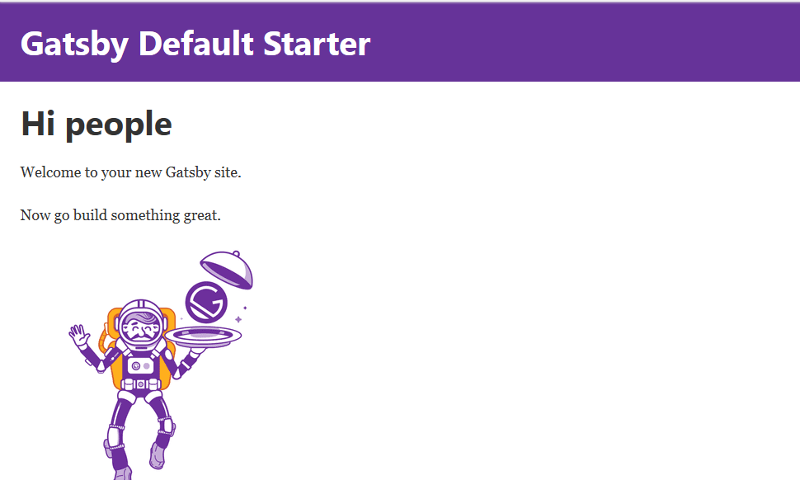 Gatsby Default Starter
Hi people
Welcome to your new Gatsby site.
Now go build something great.